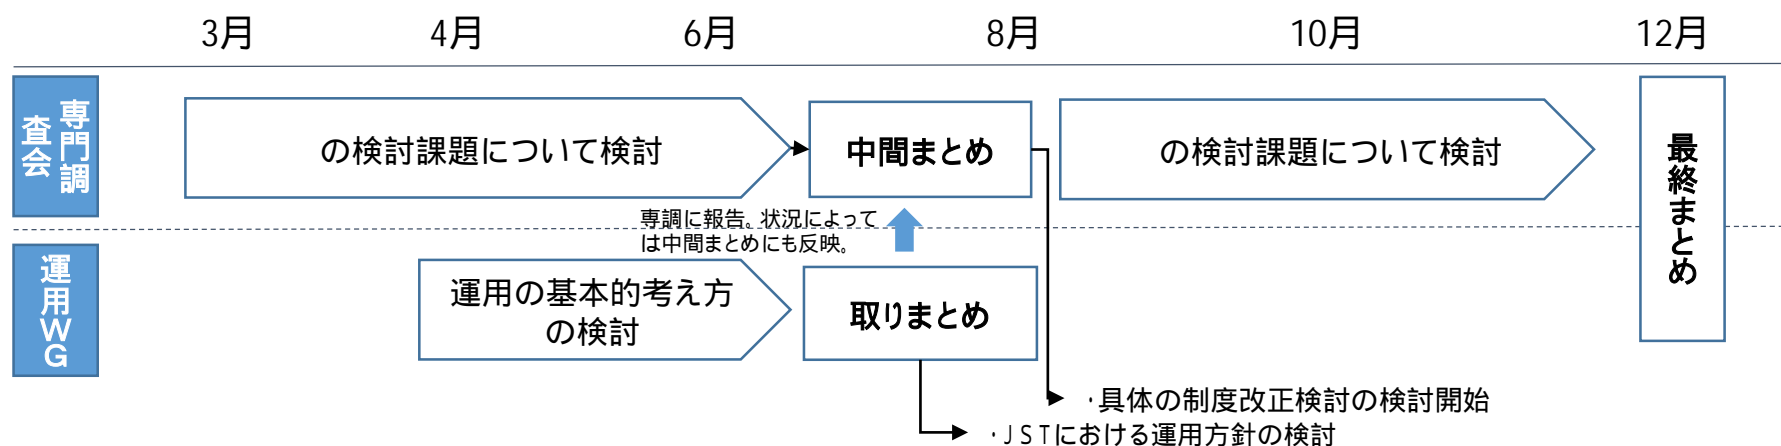 3月 4月 6月 8月 10月 12月
専門調
査会
の検討課題について検討
中間まとめ
の検討課題について検討
最終まとめ
専調に報告。状況によって
は中間まとめにも反映。
運用WG
運用の基本的考え方
の検討
取りまとめ
・具体の制度改正検討の検討開始
・JSTにおける運用方針の検討